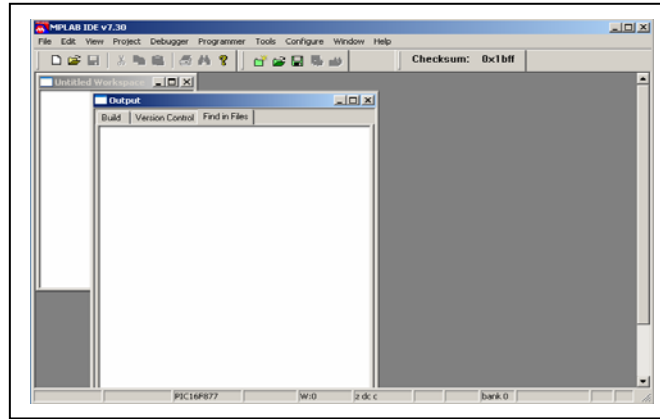 MPLAB IDE v7.30
File Edit View Project Debugger Programmer Tools Configure Window Help
Checksum: 0x1bff
Untitled Workspace
Output
Build Version Control Find in Files
PIC16F877 W:0 z dc c bank 0